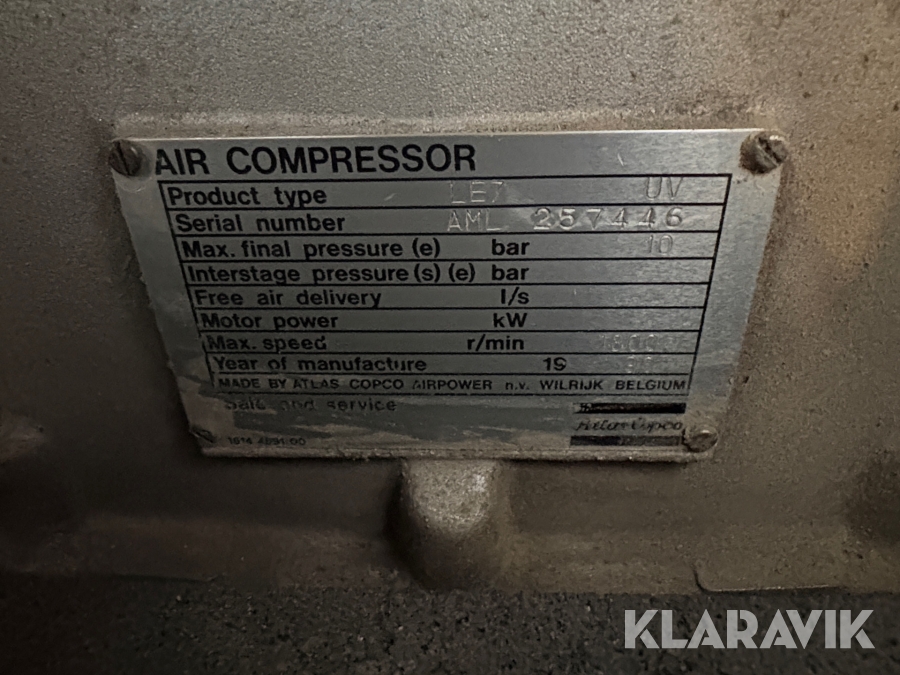 AIR COMPRESSOR
Product type LE7 UV
Serial number AML 257446
Max. final pressure (e) bar 10
Interstage pressure (s) (e) bar
Free air delivery l/s
Motor power kW
Max. speed r/min
Year of manufacture 19
MADE BY ATLAS COPCO AIRPOWER n.v. WILRIJK BELGIUM
Sale and service
Atlas Copco
KLARAVIK